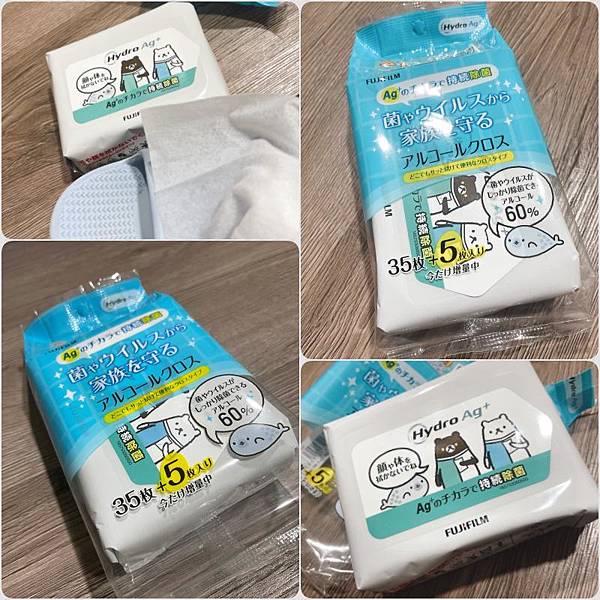 Hydro Ag+
顔や体を
拭かないでね
Ag+のチカラで持続除菌
FUJIFILM
Hydro Ag+
FUJIFILM
Ag+のチカラで持続除菌
菌やウイルスから
家族を守る
アルコールクロス
どこでもサッと拭けて便利なクロスタイプ
菌やウイルスが
しっかり除菌でき
アルコール
60%
持続除菌
35枚+5枚入り
今だけ増量中
Hydro Ag+
FUJIFILM
Ag+のチカラで持続除菌
菌やウイルスから
家族を守る
アルコールクロス
どこでもサッと拭けて便利なクロスタイプ
菌やウイルスが
しっかり除菌できる
アルコール
60%
持続除菌
35枚+5枚入り
今だけ増量中
Hydro Ag+
顔や体を
拭かないでね
Ag+のチカラで持続除菌
FUJIFILM